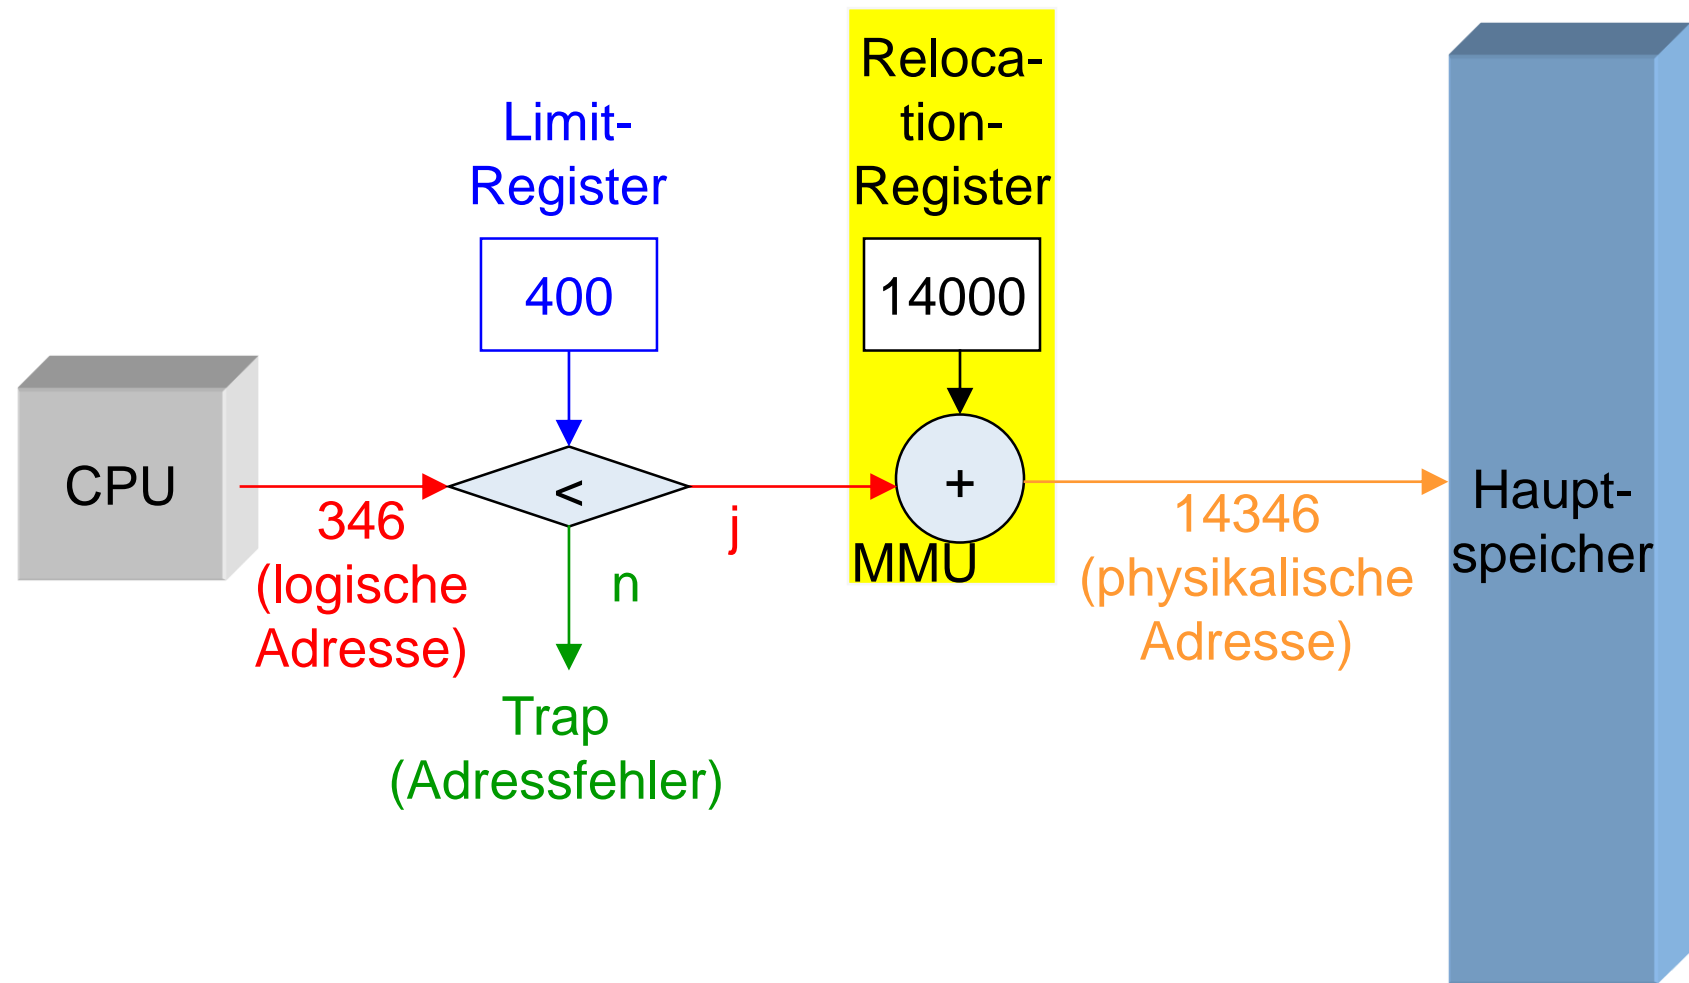 Reloca-
tion-
Register
Limit-
Register
400
14000
CPU
346
(logische
Adresse)
<
j
n
Trap
(Adressfehler)
+
MMU
14346
(physikalische
Adresse)
Haupt-
speicher